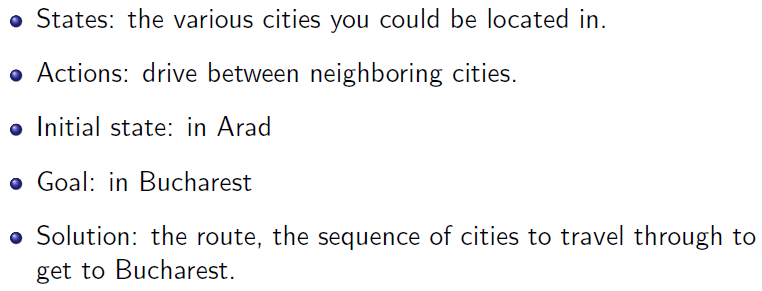 States: the various cities you could be located in.
Actions: drive between neighboring cities.
Initial state: in Arad
Goal: in Bucharest
Solution: the route, the sequence of cities to travel through to
get to Bucharest.